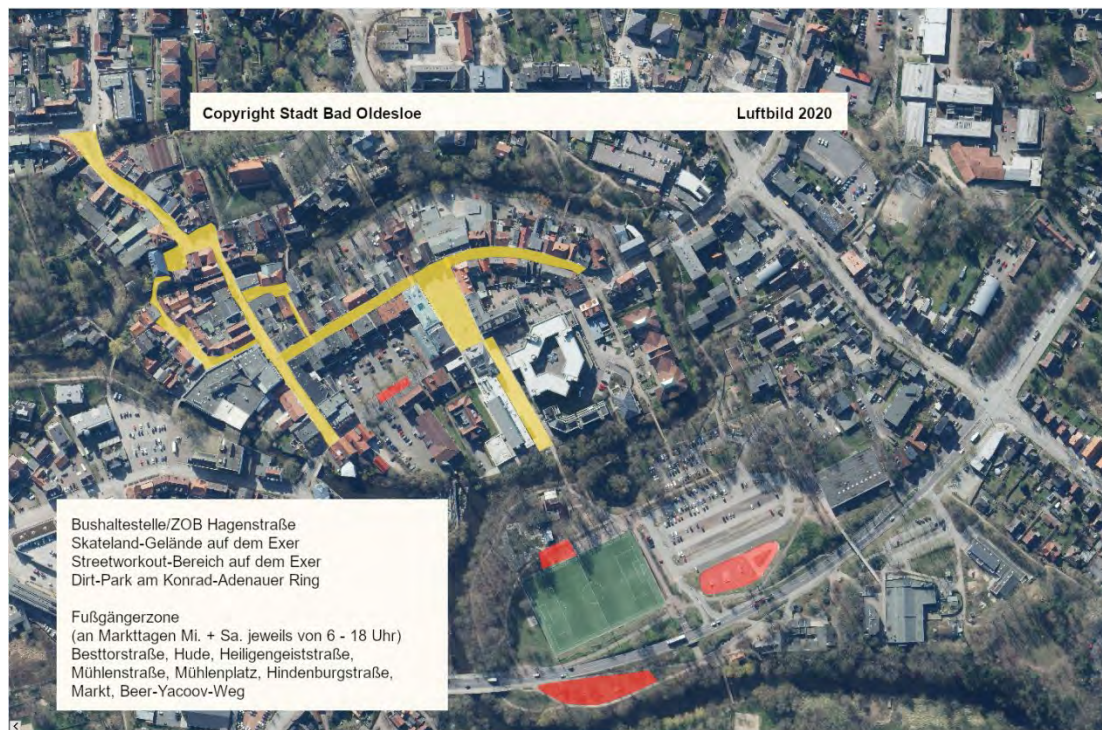 Copyright Stadt Bad Oldesloe Luftbild 2020
Bushaltestelle/ZOB Hagenstraße
Skateland-Gelände auf dem Exer
Streetworkout-Bereich auf dem Exer
Dirt-Park am Konrad-Adenauer Ring
Fußgängerzone
(an Markttagen Mi. + Sa. jeweils von 6 - 18 Uhr)
Besttorstraße, Hude, Heiligengeiststraße,
Mühlenstraße, Mühlenplatz, Hindenburgstraße,
Markt, Beer-Yacoov-Weg